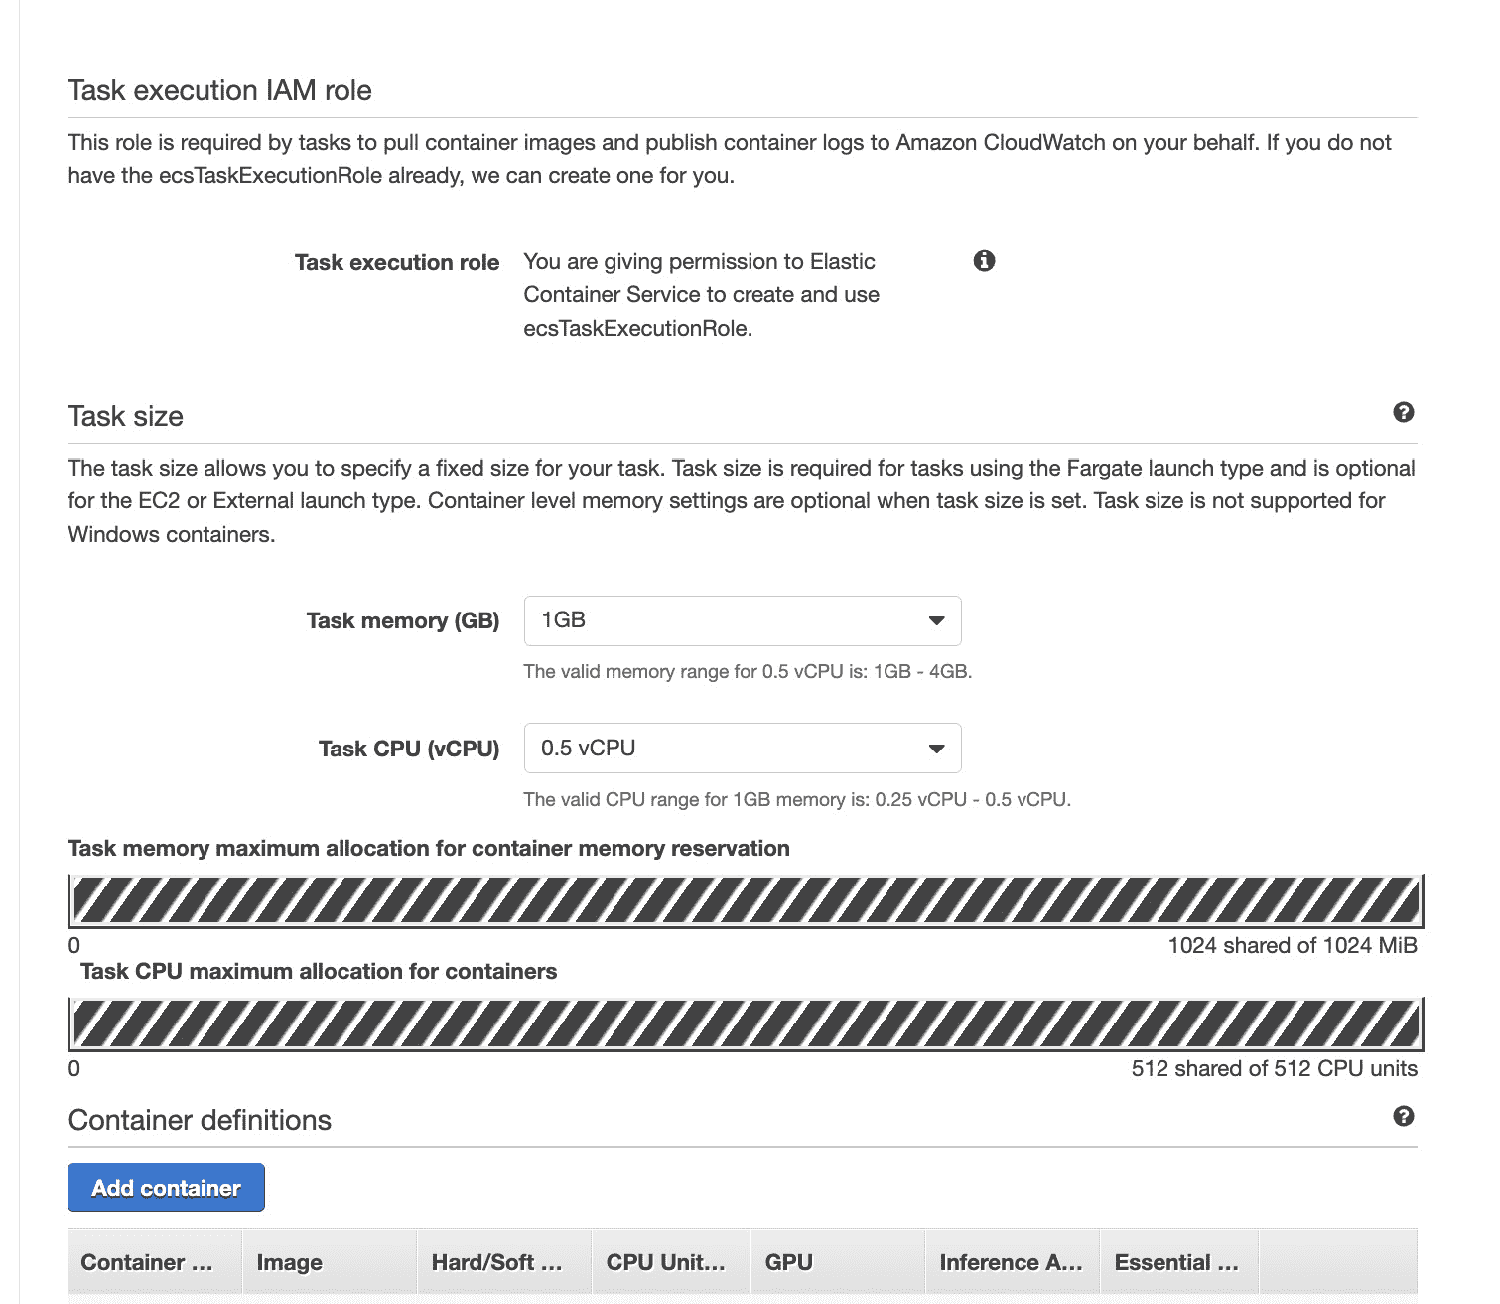 Task execution IAM role
This role is required by tasks to pull container images and publish container logs to Amazon CloudWatch on your behalf. If you do not
have the ecsTaskExecutionRole already, we can create one for you.
Task execution role
You are giving permission to Elastic
Container Service to create and use
ecsTaskExecutionRole.
Task size
The task size allows you to specify a fixed size for your task. Task size is required for tasks using the Fargate launch type and is optional
for the EC2 or External launch type. Container level memory settings are optional when task size is set. Task size is not supported for
Windows containers.
Task memory (GB)
1GB
The valid memory range for 0.5 vCPU is: 1GB - 4GB.
Task CPU (vCPU)
0.5 vCPU
The valid CPU range for 1GB memory is: 0.25 vCPU - 0.5 vCPU.
Task memory maximum allocation for container memory reservation
0
1024 shared of 1024 MiB
Task CPU maximum allocation for containers
0
512 shared of 512 CPU units
Container definitions
Add container
Container ...
Image
Hard/Soft ...
CPU Unit...
GPU
Inference A...
Essential ...